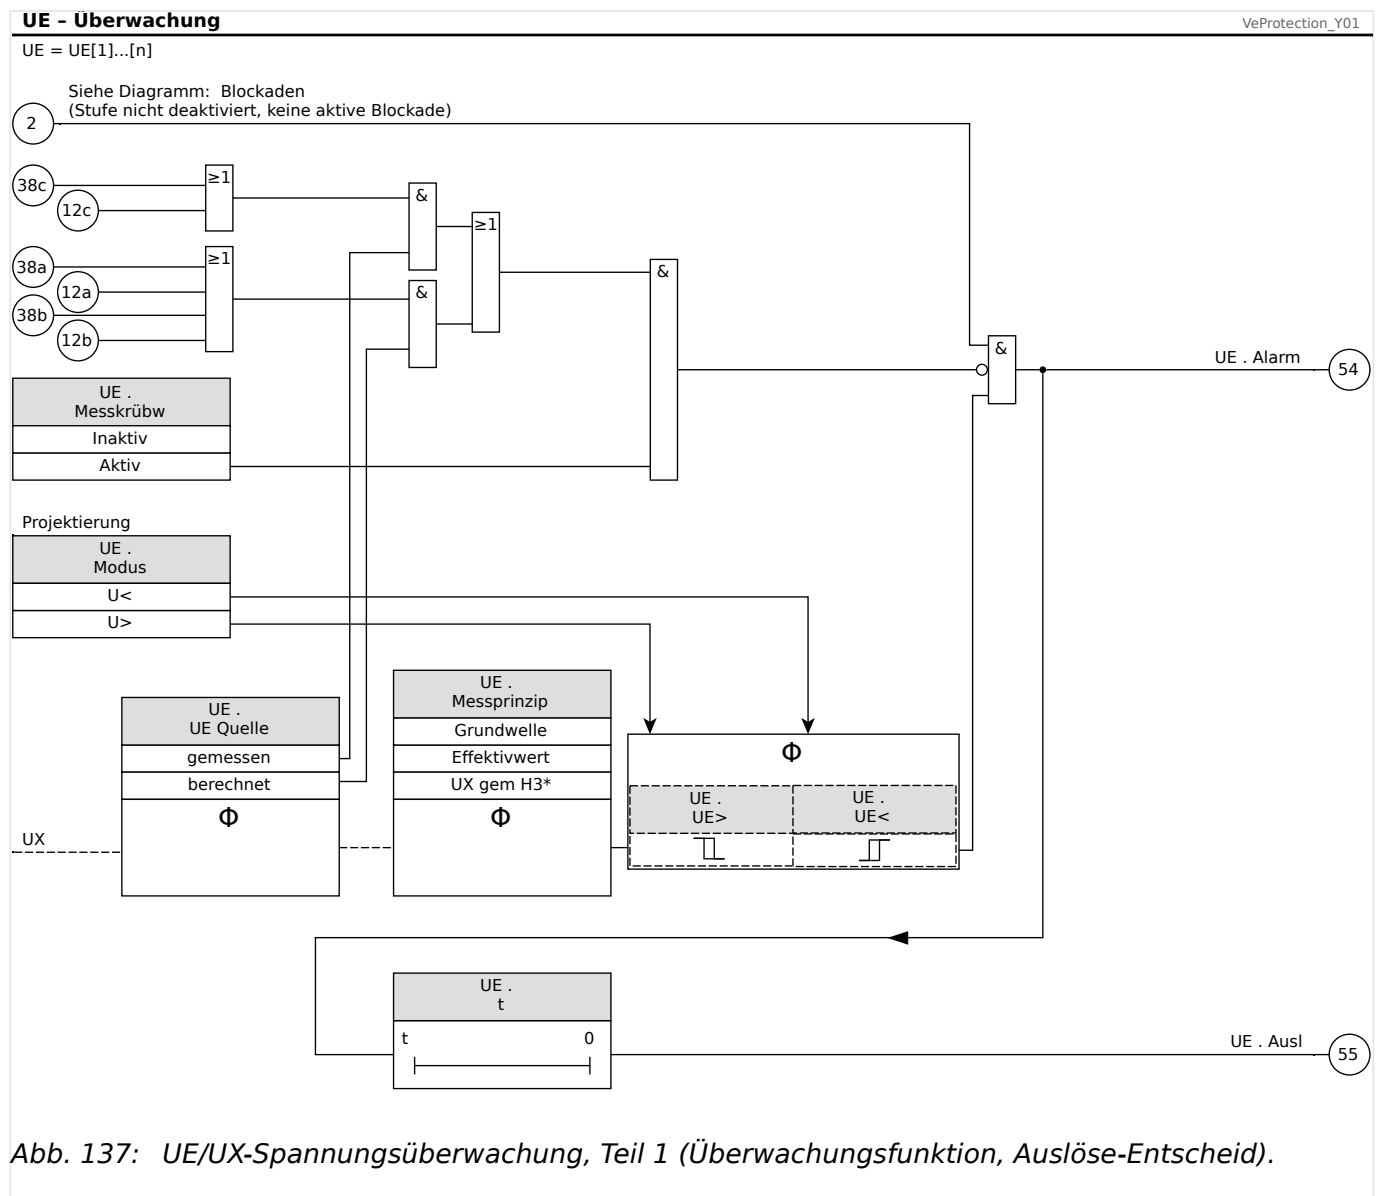 UE – Überwachung
VeProtection_Y01
UE = UE[1]...[n]
Siehe Diagramm: Blockaden
(Stufe nicht deaktiviert, keine aktive Blockade)
2
38c
12c
≥1
&
≥1
38a
12a
38b
12b
≥1
&
&
&
UE . Alarm
54
UE .
Messkrübw
Inaktiv
Aktiv
Projektierung
UE .
Modus
U<
U>
UE .
UE Quelle
gemessen
berechnet
Φ
UX
UE .
Messprinzip
Grundwelle
Effektivwert
UX gem H3*
Φ
Φ
UE .
UE>
UE .
UE<
UE .
t
t 0
UE . Ausl
55
Abb. 137: UE/UX-Spannungsüberwachung, Teil 1 (Überwachungsfunktion, Auslöse-Entscheid).